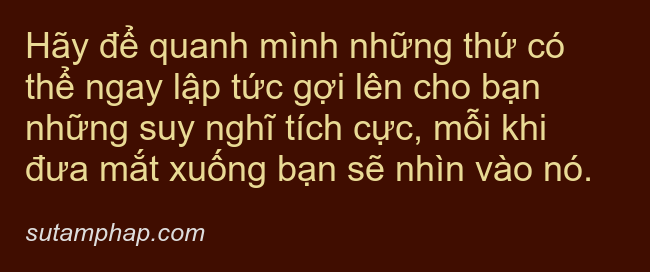 Hãy để quanh mình những thứ có
thể ngay lập tức gợi lên cho bạn
những suy nghĩ tích cực, mỗi khi
đưa mắt xuống bạn sẽ nhìn vào nó.
sutamphap.com